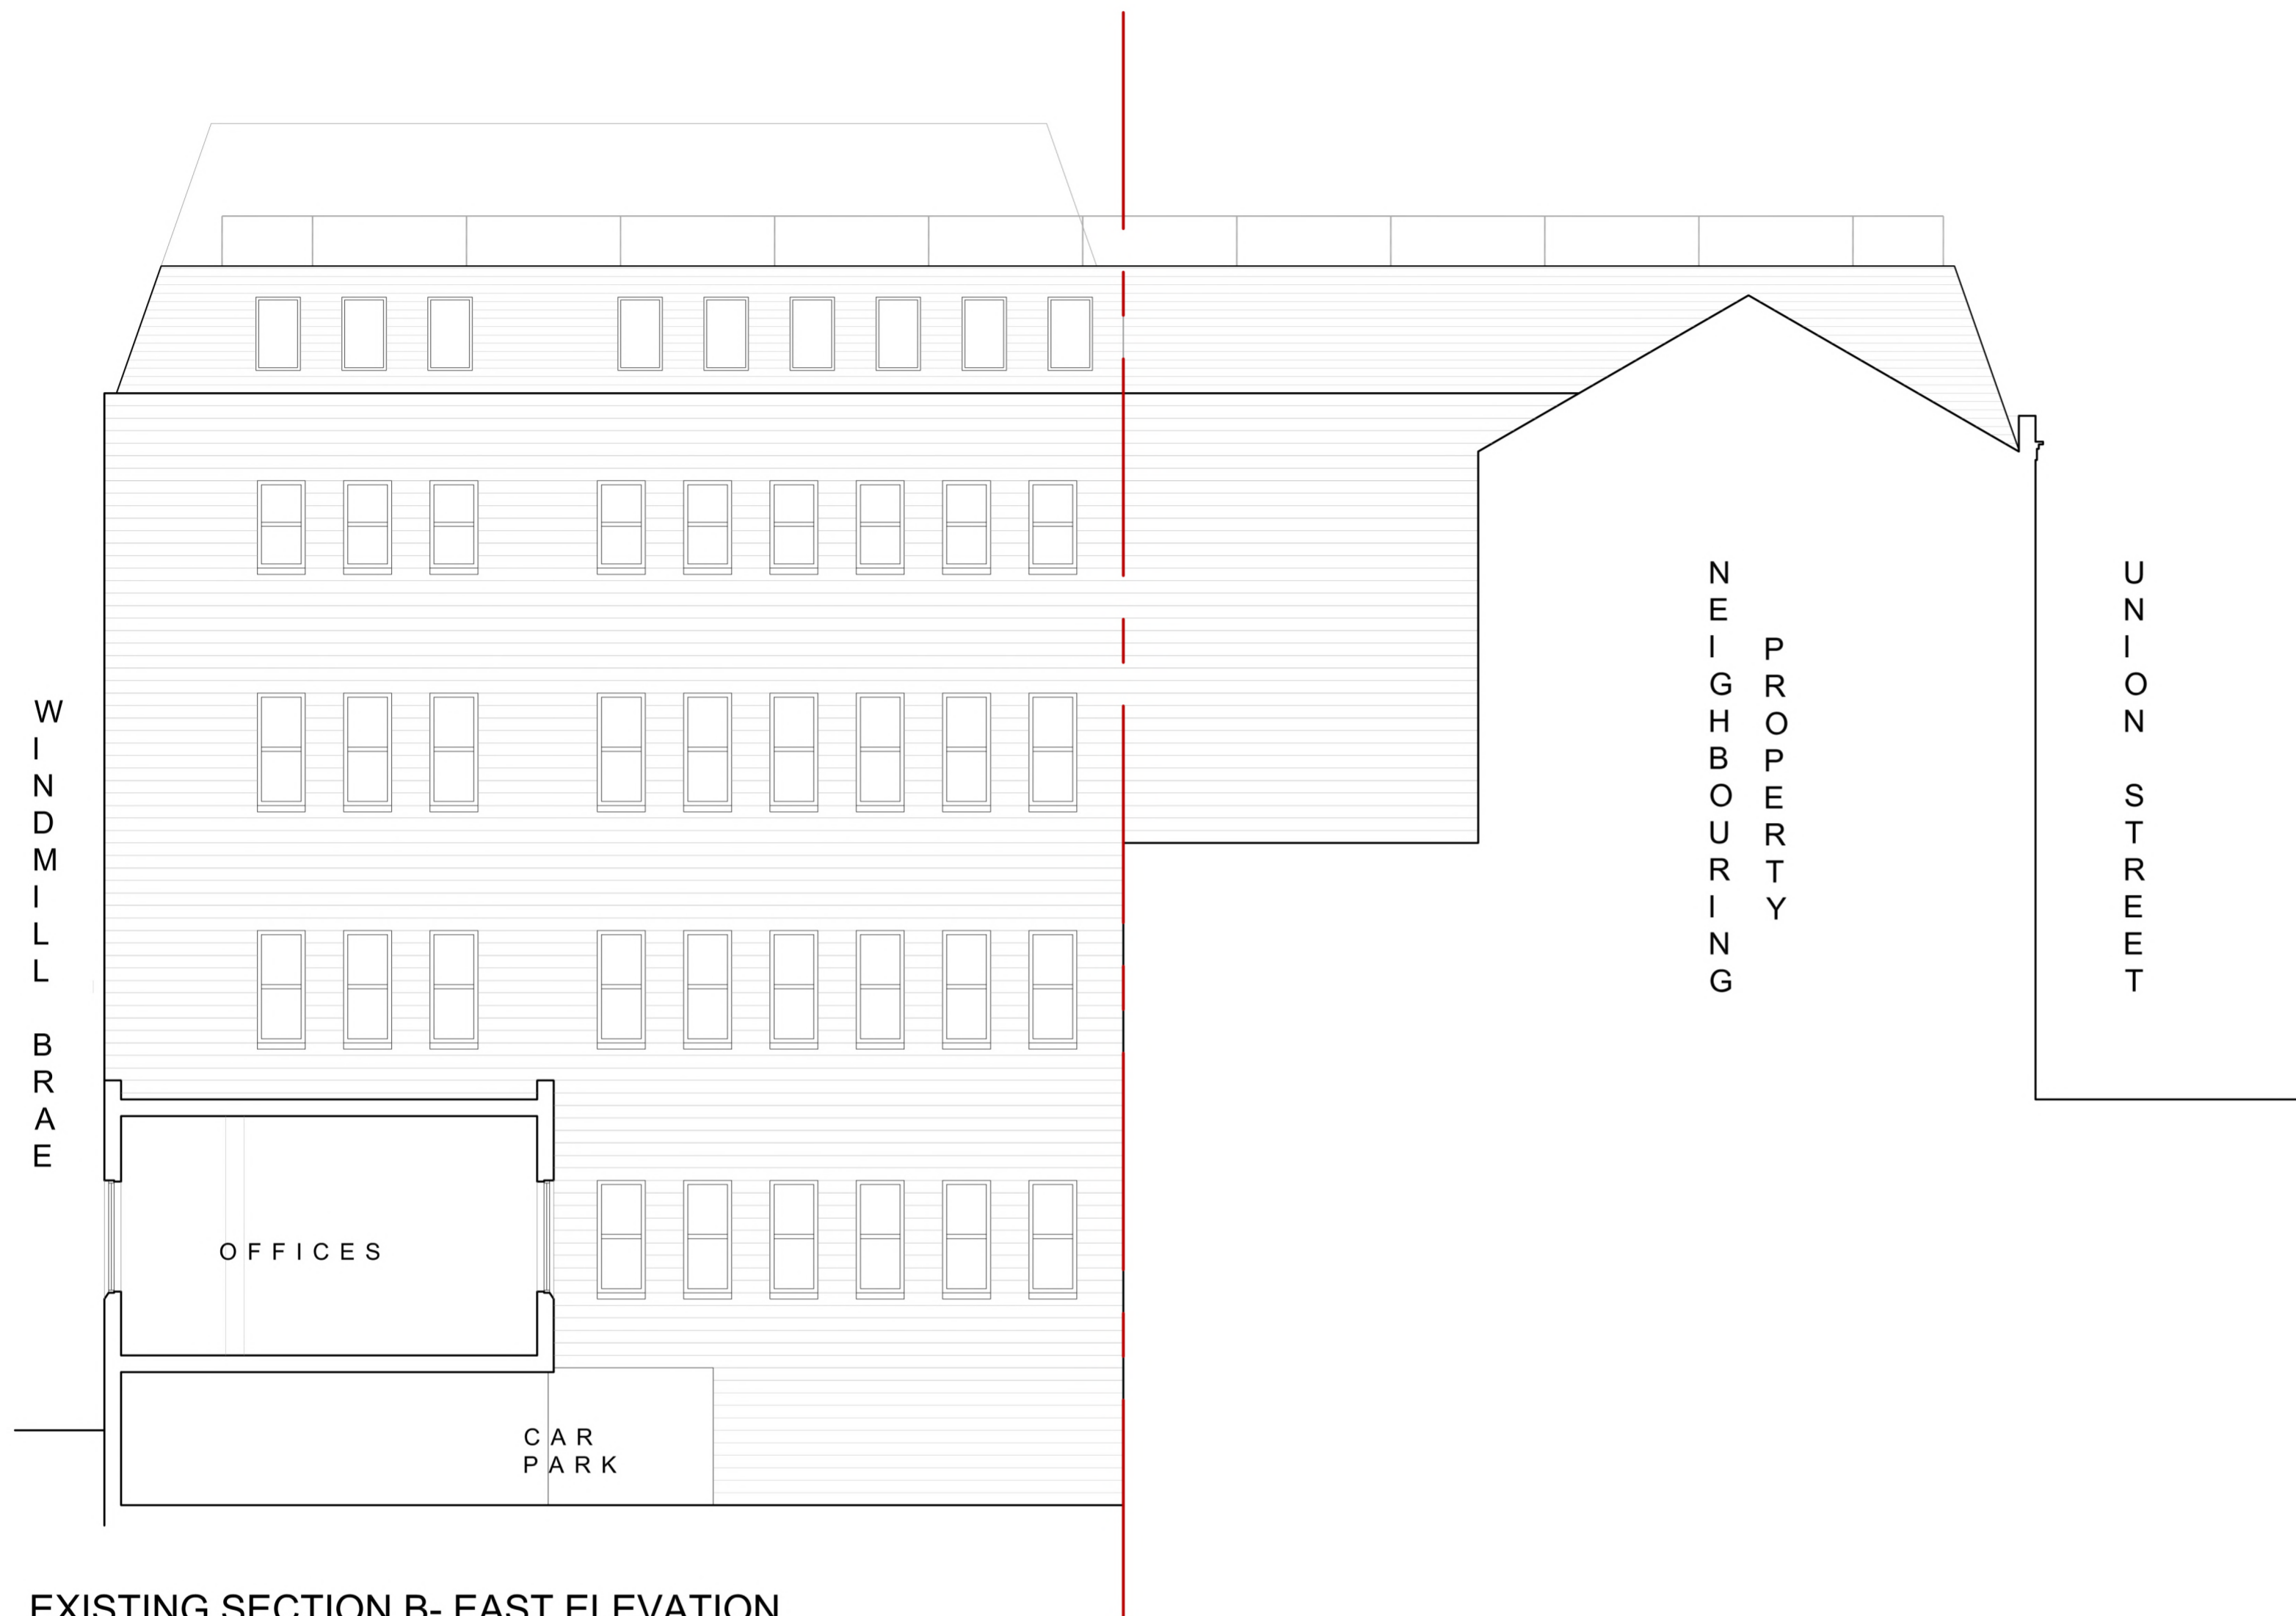 WINDMILL BRAE
NEIGHBOURING
PROPERTY
UNION STREET
OFFICES
CAR
PARK
EXISTING SECTION B- EAST ELEVATION